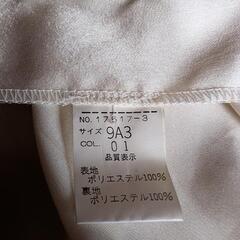 NO.17517-3
サイズ 9A3
COL. 01
品質表示
表地
ポリエステル100%
裏地
ポリエステル100%